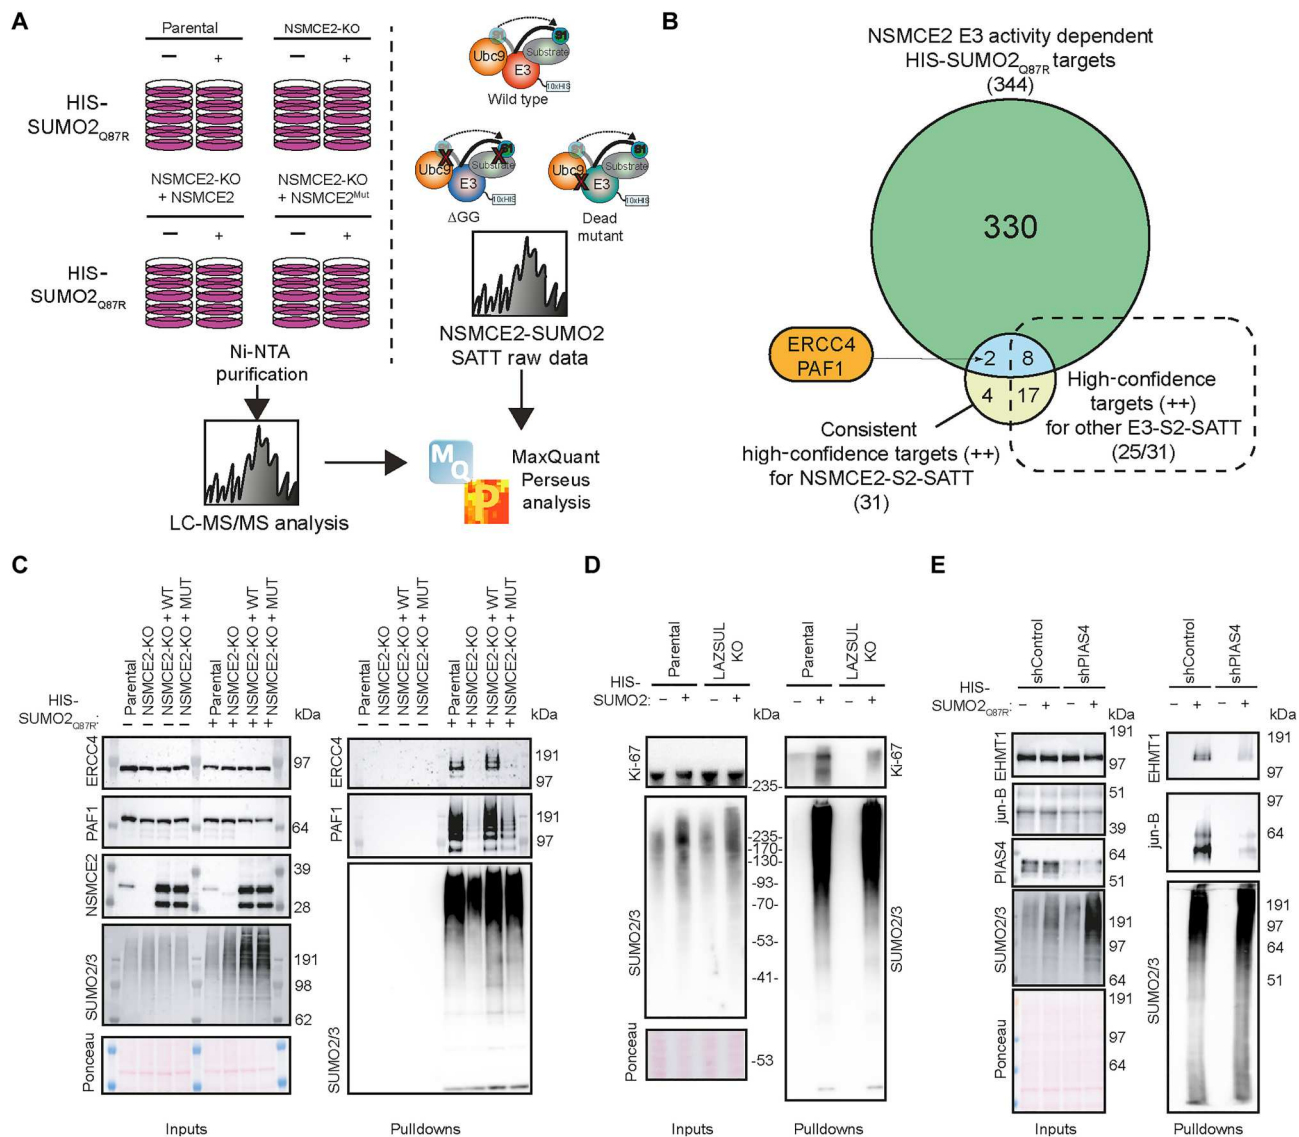 A
Parental
NSMCE2-KO
− + − +
HIS-
SUMO2Q87R
NSMCE2-KO
+ NSMCE2
NSMCE2-KO
+ NSMCE2Mut
− + − +
HIS-
SUMO2Q87R
Ni-NTA
purification
LC-MS/MS analysis
S1 S1
Ubc9 E3 Substrate
10xHIS
Wild type
S1 S1
Ubc9 X E3 X Substrate
10xHIS
ΔGG
S1 S1
Ubc9 X E3 Substrate
10xHIS
Dead
mutant
NSMCE2-SUMO2
SATT raw data
MQ
P
MaxQuant
Perseus
analysis
B
NSMCE2 E3 activity dependent
HIS-SUMO2Q87R targets
(344)
330
ERCC4
PAF1
2 8
4 17
High-confidence
targets (++)
for other E3-S2-SATT
(25/31)
Consistent
high-confidence targets (++)
for NSMCE2-S2-SATT
(31)
C
HIS-
SUMO2Q87R:
− Parental
− NSMCE2-KO
− NSMCE2-KO + WT
− NSMCE2-KO + MUT
+ Parental
+ NSMCE2-KO
+ NSMCE2-KO + WT
+ NSMCE2-KO + MUT
kDa
ERCC4
97
PAF1
64
NSMCE2
39
28
SUMO2/3
191
98
62
Ponceau
Inputs
− Parental
− NSMCE2-KO
− NSMCE2-KO + WT
− NSMCE2-KO + MUT
+ Parental
+ NSMCE2-KO
+ NSMCE2-KO + WT
+ NSMCE2-KO + MUT
kDa
ERCC4
191
97
PAF1
191
97
SUMO2/3
Pulldowns
D
Parental
LAZSUL
KO
HIS-
SUMO2: − + − +
kDa
Ki-67
-235-
SUMO2/3
-235-
-170-
-130-
-93-
-70-
-53-
-41-
Ponceau
-53
Inputs
Parental
LAZSUL
KO
− + − +
Ki-67
SUMO2/3
Pulldowns
E
shControl
shPIAS4
HIS-
SUMO2Q87R: − + − +
kDa
EHMT1
191
97
jun-B
51
39
PIAS4
64
51
SUMO2/3
191
97
64
Ponceau
191
97
64
Inputs
shControl
shPIAS4
− + − +
kDa
EHMT1
191
97
jun-B
97
64
SUMO2/3
191
97
64
51
Pulldowns